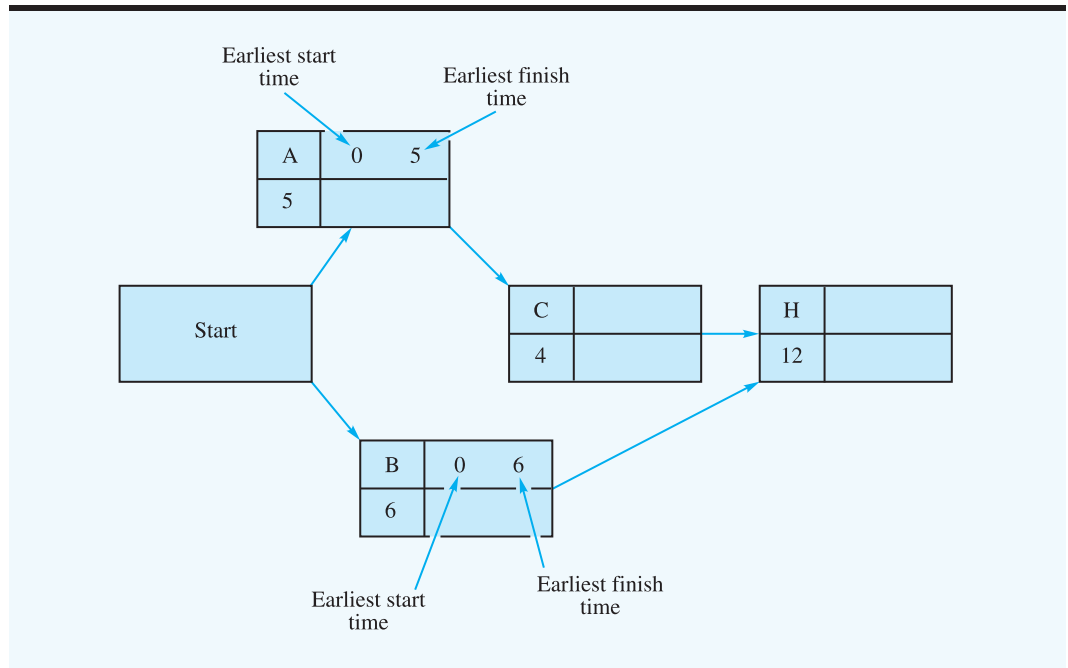 Earliest start
time
Earliest finish
time
A 0 5
5
Start
C
4
H
12
B 0 6
6
Earliest start
time
Earliest finish
time